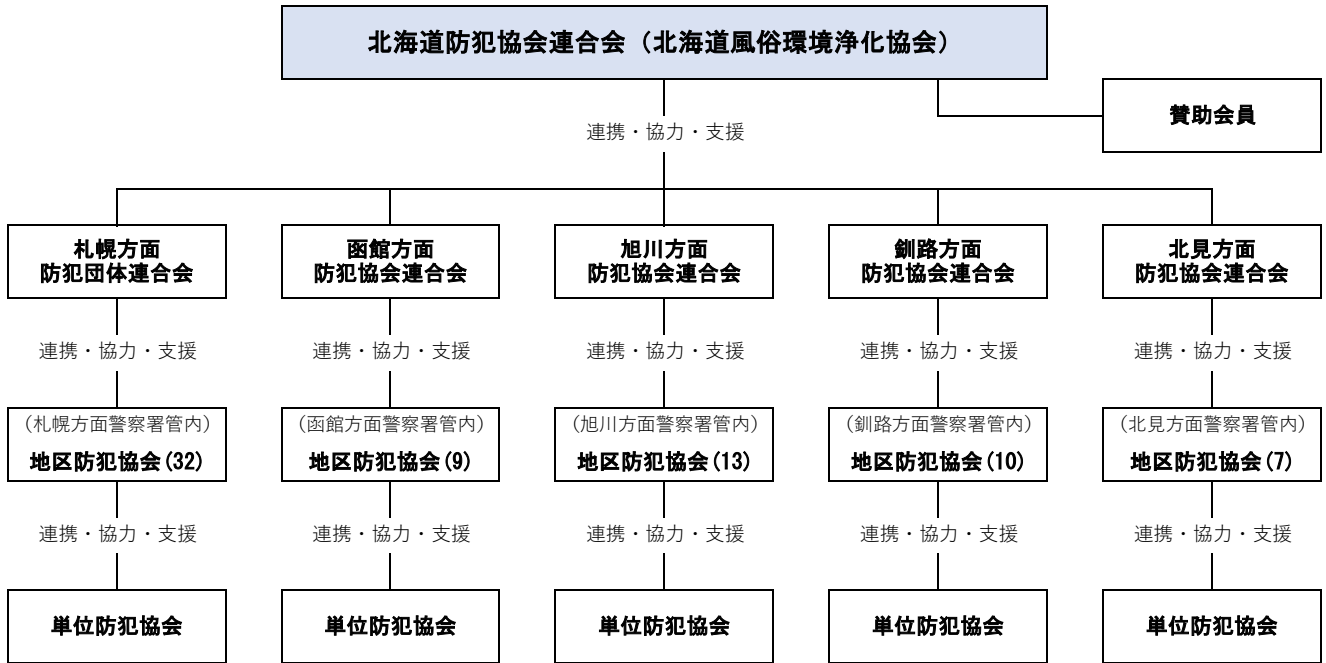 北海道防犯協会連合会（北海道風俗環境浄化協会）
賛助会員
連携・協力・支援
札幌方面
防犯団体連合会
函館方面
防犯協会連合会
旭川方面
防犯協会連合会
釧路方面
防犯協会連合会
北見方面
防犯協会連合会
連携・協力・支援
連携・協力・支援
連携・協力・支援
連携・協力・支援
連携・協力・支援
（札幌方面警察署管内）
地区防犯協会(32)
（函館方面警察署管内）
地区防犯協会(9)
（旭川方面警察署管内）
地区防犯協会(13)
（釧路方面警察署管内）
地区防犯協会(10)
（北見方面警察署管内）
地区防犯協会(7)
連携・協力・支援
連携・協力・支援
連携・協力・支援
連携・協力・支援
連携・協力・支援
単位防犯協会
単位防犯協会
単位防犯協会
単位防犯協会
単位防犯協会